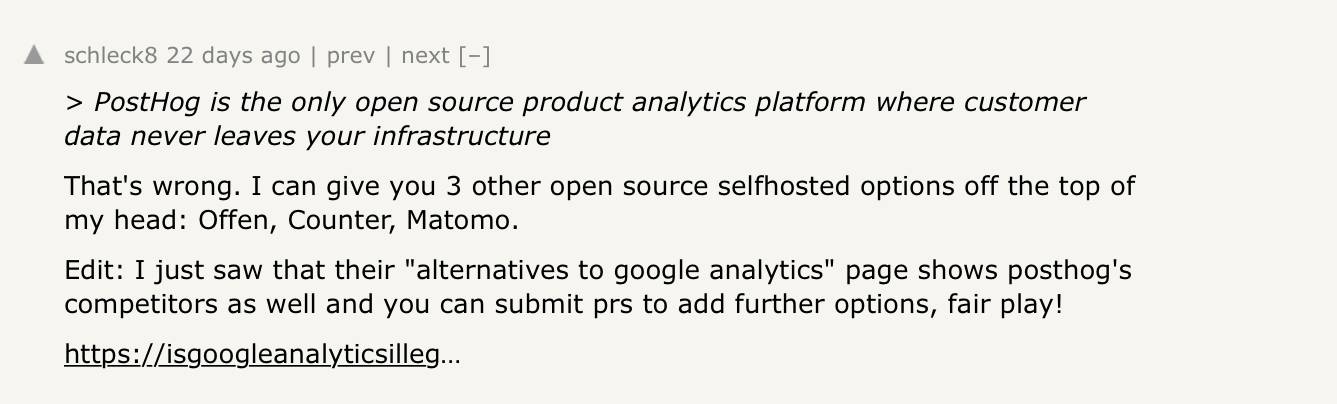 ▲ schleck8 22 days ago | prev | next [–]
> PostHog is the only open source product analytics platform where customer
data never leaves your infrastructure
That's wrong. I can give you 3 other open source selfhosted options off the top of
my head: Offen, Counter, Matomo.
Edit: I just saw that their "alternatives to google analytics" page shows posthog's
competitors as well and you can submit prs to add further options, fair play!
https://isgoogleanalyticsilleg...